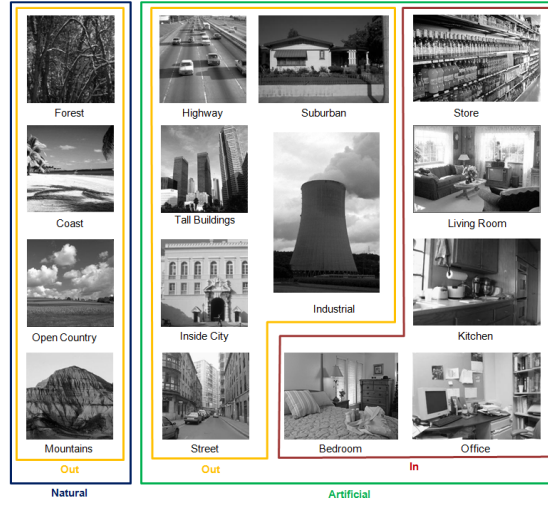 Forest
Highway
Suburban
Store
Coast
Tall Buildings
Living Room
Industrial
Open Country
Inside City
Kitchen
Mountains
Street
Bedroom
Office
Out
Out
In
Natural
Artificial